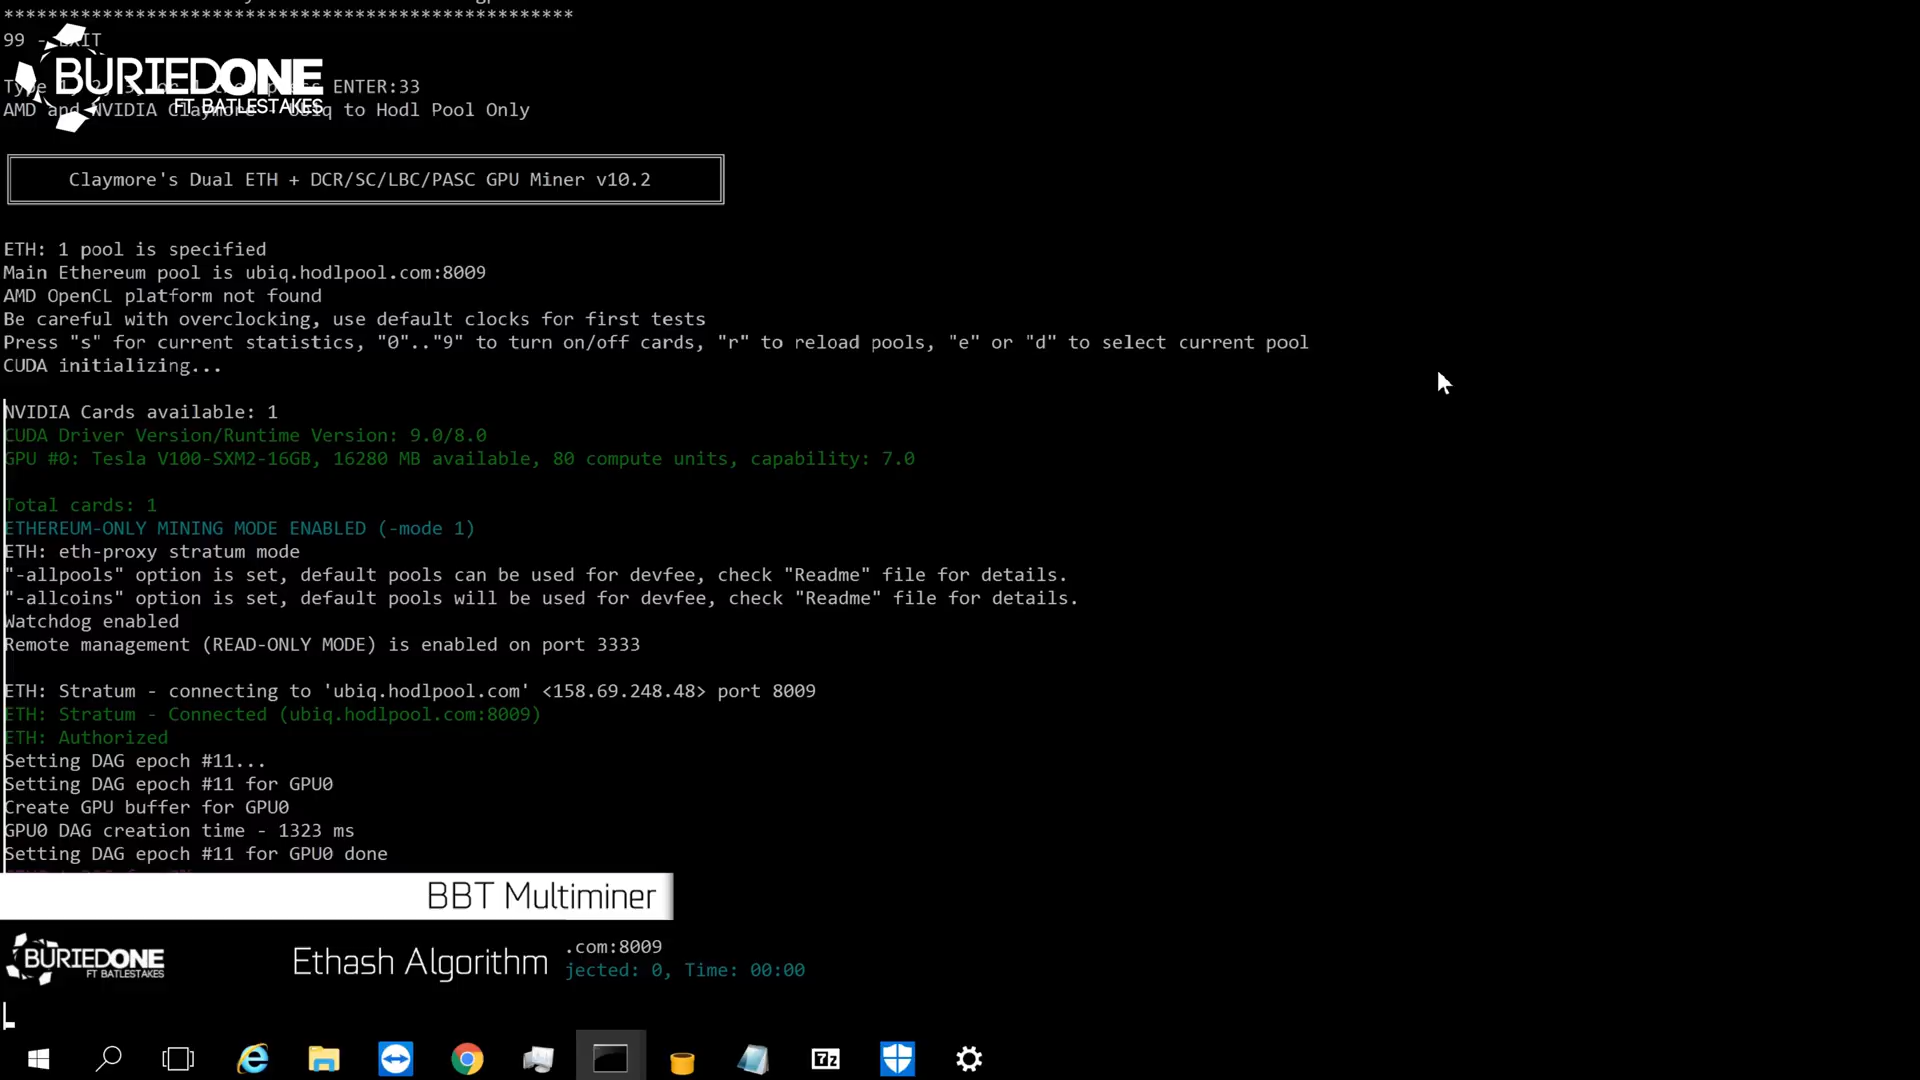 **************************************************
99 - EXIT
BURIEDONE
FT BATLESTAKES
ENTER:33
AMD and NVIDIA Claymore - Ubiq to Hodl Pool Only
Claymore's Dual ETH + DCR/SC/LBC/PASC GPU Miner v10.2
ETH: 1 pool is specified
Main Ethereum pool is ubiq.hodlpool.com:8009
AMD OpenCL platform not found
Be careful with overclocking, use default clocks for first tests
Press "s" for current statistics, "0".."9" to turn on/off cards, "r" to reload pools, "e" or "d" to select current pool
CUDA initializing...
NVIDIA Cards available: 1
CUDA Driver Version/Runtime Version: 9.0/8.0
GPU #0: Tesla V100-SXM2-16GB, 16280 MB available, 80 compute units, capability: 7.0
Total cards: 1
ETHEREUM-ONLY MINING MODE ENABLED (-mode 1)
ETH: eth-proxy stratum mode
"-allpools" option is set, default pools can be used for devfee, check "Readme" file for details.
"-allcoins" option is set, default pools will be used for devfee, check "Readme" file for details.
Watchdog enabled
Remote management (READ-ONLY MODE) is enabled on port 3333
ETH: Stratum - connecting to 'ubiq.hodlpool.com' <158.69.248.48> port 8009
ETH: Stratum - Connected (ubiq.hodlpool.com:8009)
ETH: Authorized
Setting DAG epoch #11...
Setting DAG epoch #11 for GPU0
Create GPU buffer for GPU0
GPU0 DAG creation time - 1323 ms
Setting DAG epoch #11 for GPU0 done
BBT Multiminer
.com:8009
BURIEDONE
FT BATLESTAKES
Ethash Algorithm
jected: 0, Time: 00:00
7z